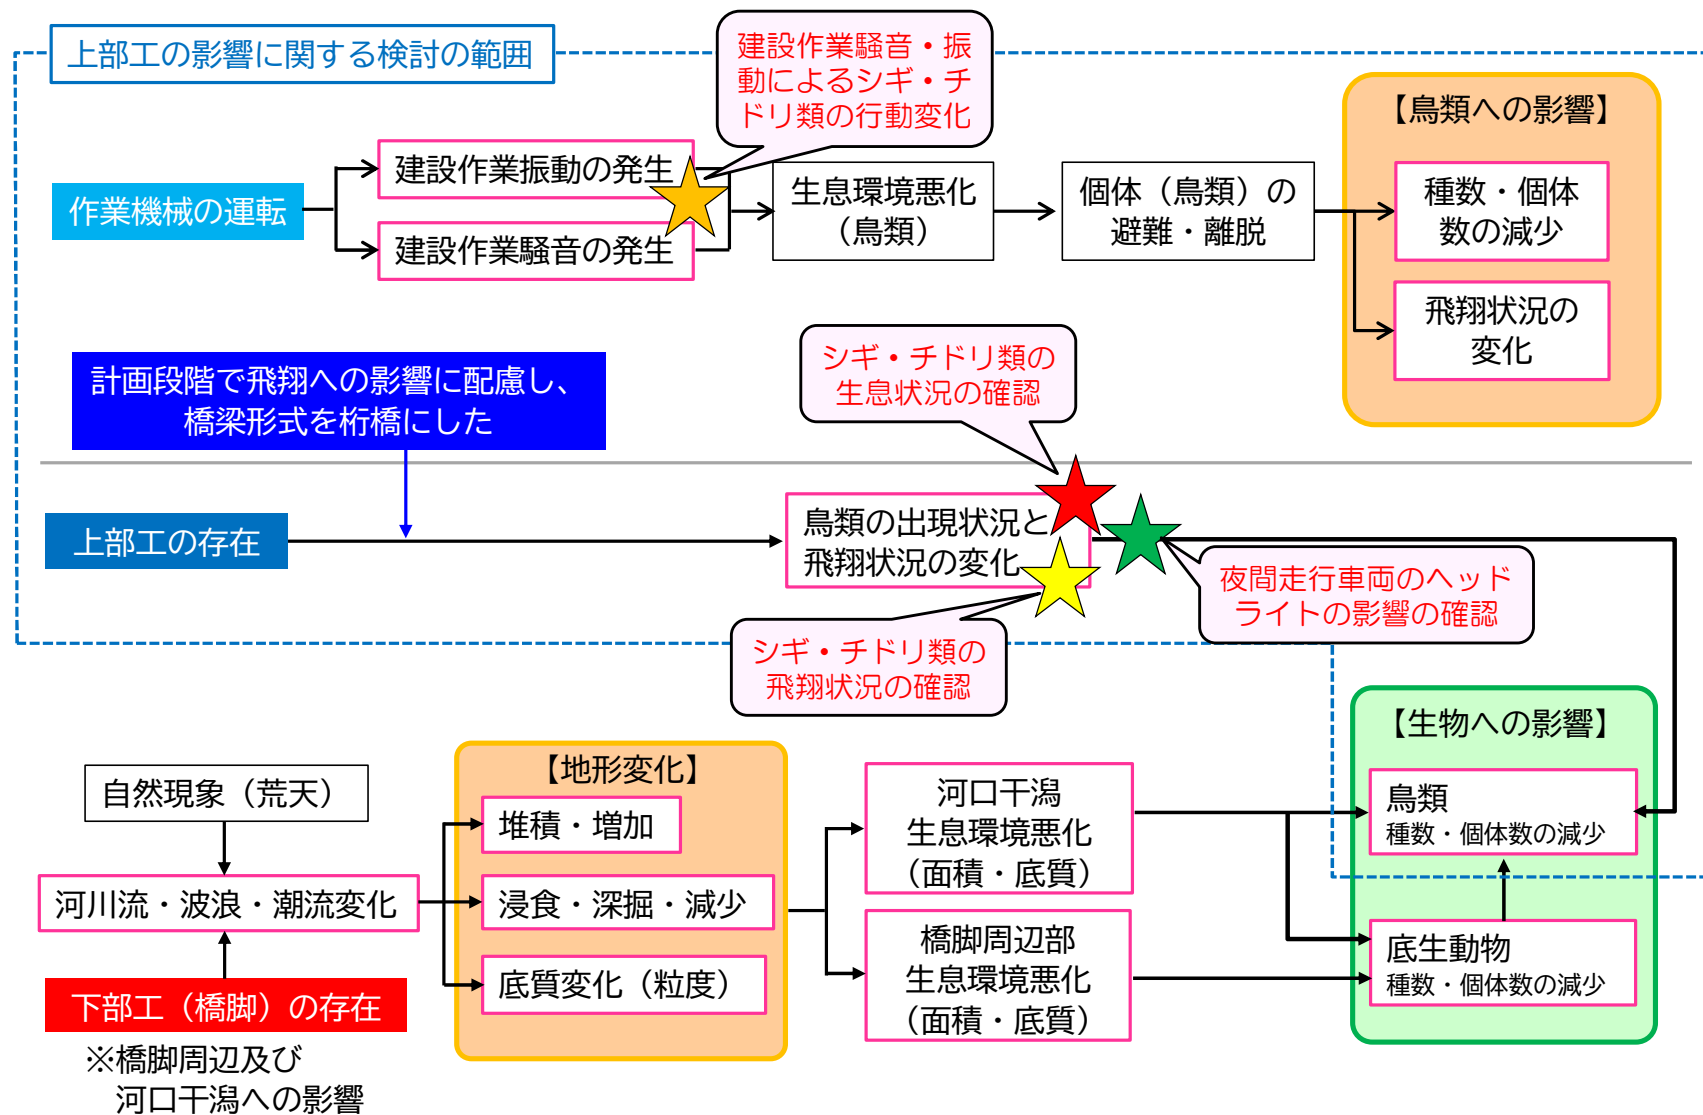 上部工の影響に関する検討の範囲
建設作業騒音・振
動によるシギ・チ
ドリ類の行動変化
【鳥類への影響】
作業機械の運転
建設作業振動の発生
建設作業騒音の発生
生息環境悪化
（鳥類）
個体（鳥類）の
避難・離脱
種数・個体
数の減少
飛翔状況の
変化
計画段階で飛翔への影響に配慮し、
橋梁形式を桁橋にした
シギ・チドリ類の
生息状況の確認
上部工の存在
鳥類の出現状況と
飛翔状況の変化
夜間走行車両のヘッド
ライトの影響の確認
シギ・チドリ類の
飛翔状況の確認
自然現象（荒天）
河川流・波浪・潮流変化
下部工（橋脚）の存在
※橋脚周辺及び
河口干潟への影響
【地形変化】
堆積・増加
浸食・深掘・減少
底質変化（粒度）
河口干潟
生息環境悪化
（面積・底質）
橋脚周辺部
生息環境悪化
（面積・底質）
【生物への影響】
鳥類
種数・個体数の減少
底生動物
種数・個体数の減少